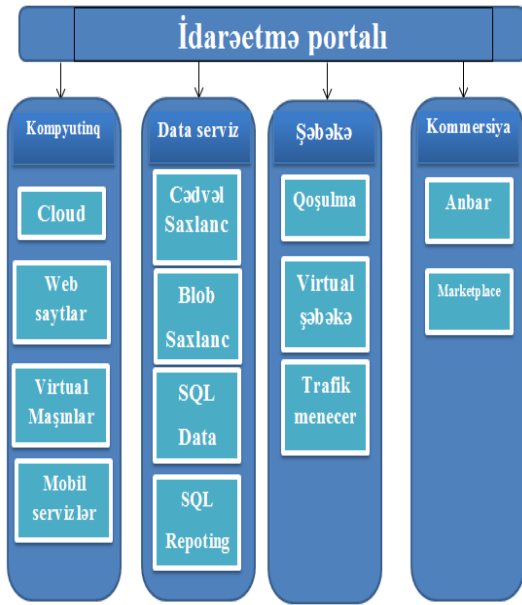 İdarəetmə portalı
Kompyutinq
Cloud
Web
saytlar
Virtual
Maşınlar
Mobil
servizlər
Data serviz
Cədvəl
Saxlanc
Blob
Saxlanc
SQL
Data
SQL
Repoting
Şəbəkə
Qoşulma
Virtual
şəbəkə
Trafik
menecer
Kommersiya
Anbar
Marketplace